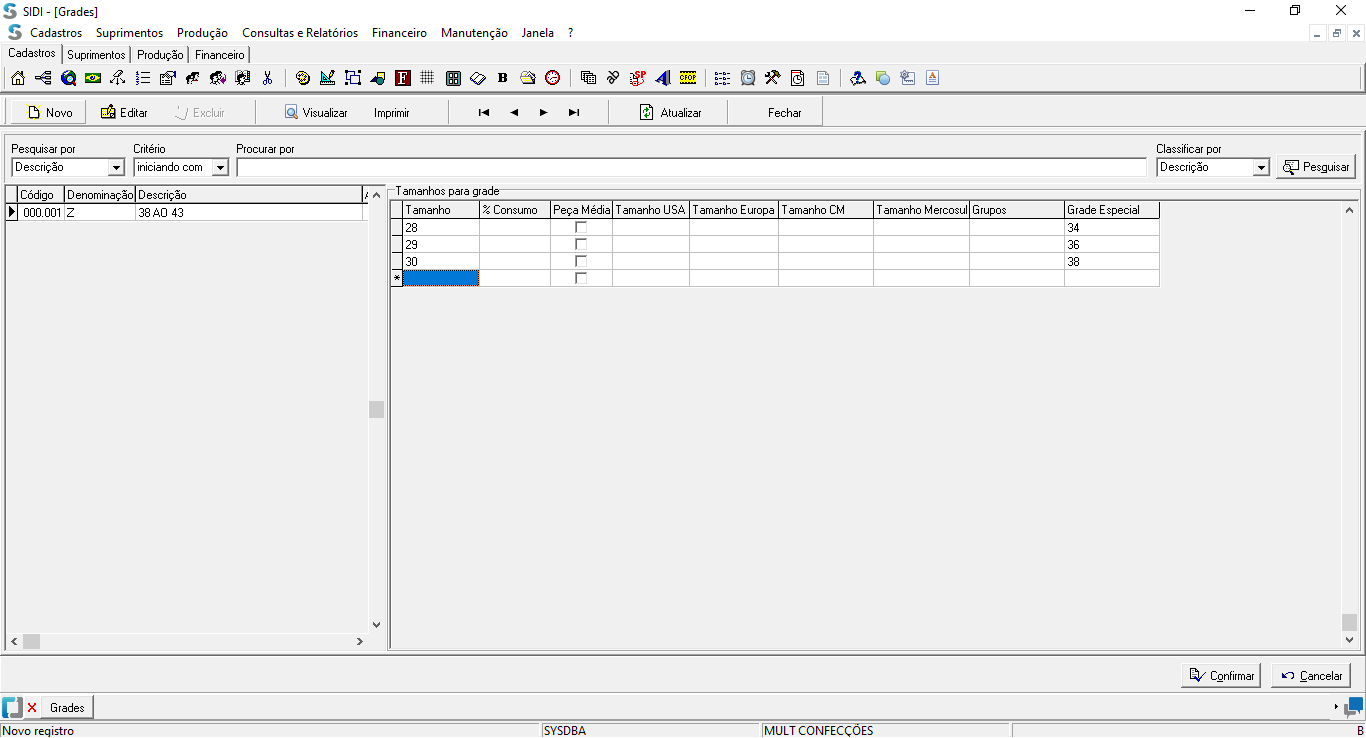 SIDI - [Grades]
Cadastros Suprimentos Produção Consultas e Relatórios Financeiro Manutenção Janela ?
Cadastros Suprimentos Produção Financeiro
F B SP CFOP A
Novo Editar Excluir Visualizar Imprimir Atualizar Fechar
Pesquisar por Critério Procurar por Classificar por
Descrição iniciando com Descrição Pesquisar
Código Denominação Descrição
000.001 Z 38 AO 43
Tamanhos para grade
Tamanho % Consumo Peça Média Tamanho USA Tamanho Europa Tamanho CM Tamanho Mercosul Grupos Grade Especial
28 34
29 36
30 38
*
Confirmar Cancelar
Grades
Novo registro SYSDBA MULT CONFECÇÕES B